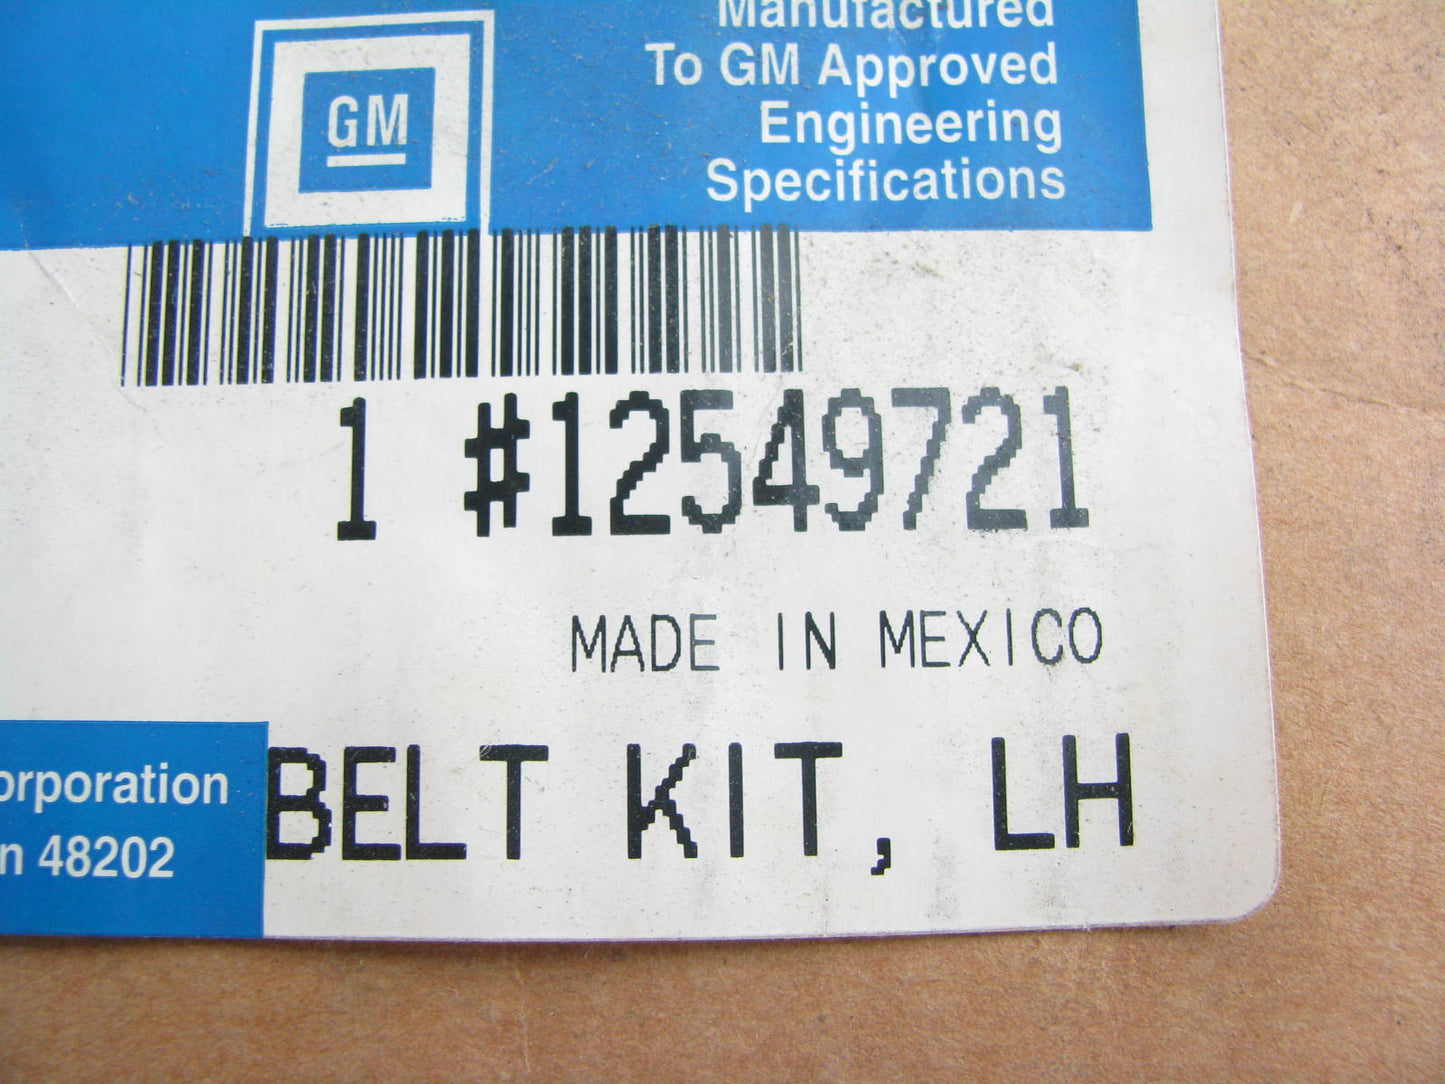 GM
Manufactured
To GM Approved
Engineering
Specifications
1 #12549721
MADE IN MEXICO
orporation
n 48202
BELT KIT, LH